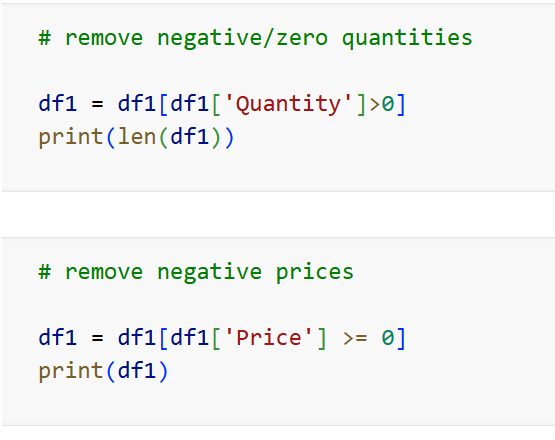 # remove negative/zero quantities
df1 = df1[df1['Quantity']>0]
print(len(df1))
# remove negative prices
df1 = df1[df1['Price'] >= 0]
print(df1)